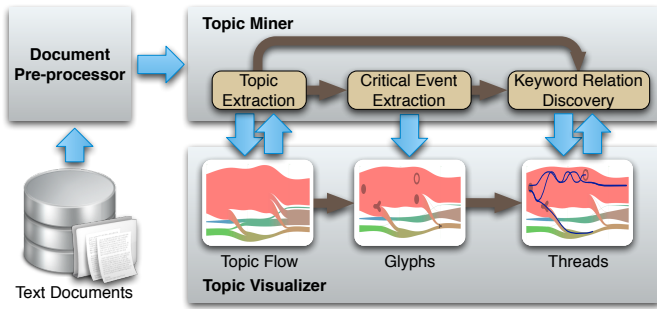 Topic Miner
Document
Pre-processor
Topic
Extraction
Critical Event
Extraction
Keyword Relation
Discovery
Topic Flow
Glyphs
Threads
Text Documents
Topic Visualizer